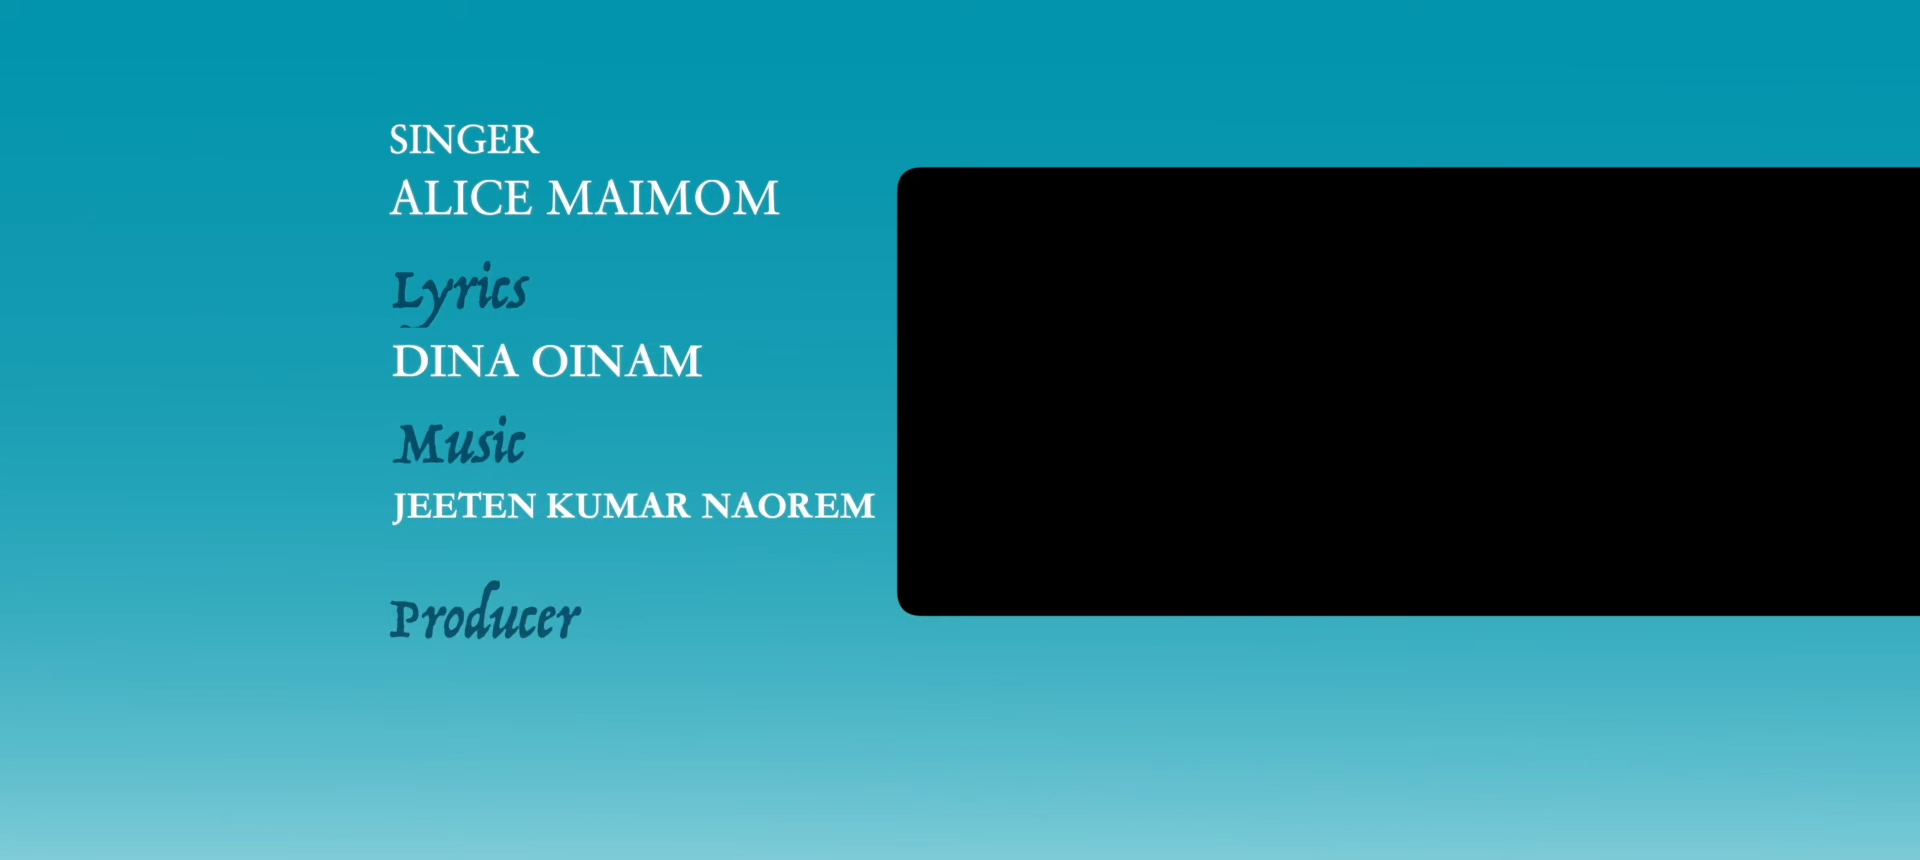 SINGER
ALICE MAIMOM
Lyrics
DINA OINAM
Music
JEETEN KUMAR NAOREM
Producer